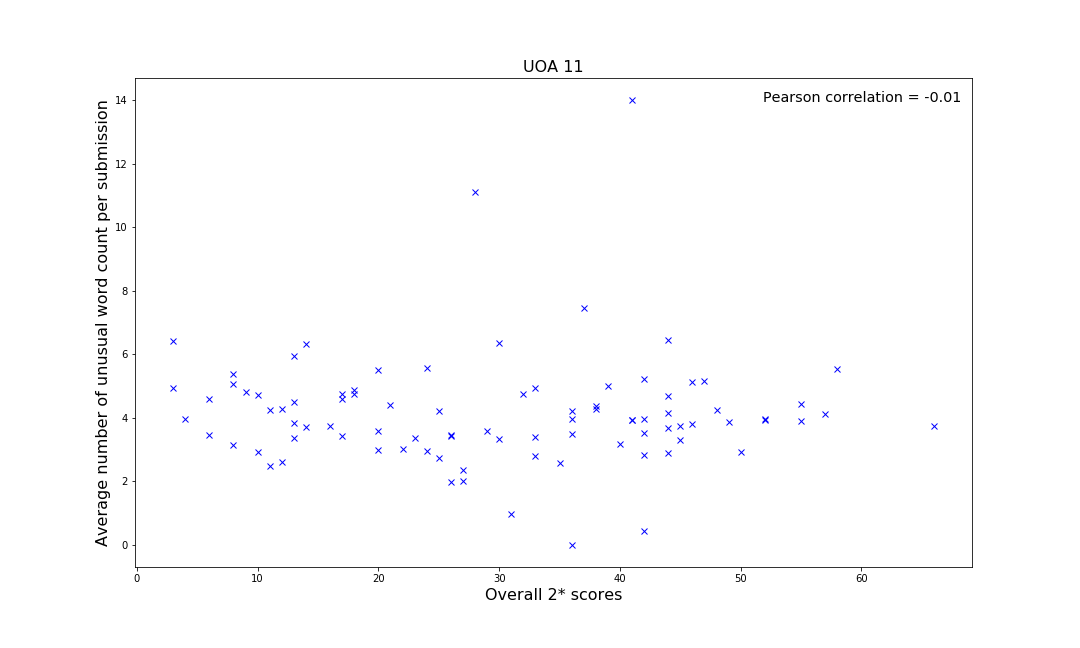 UOA 11
Pearson correlation = -0.01
Average number of unusual word count per submission
14
12
10
8
6
4
2
0
0 10 20 30 40 50 60
Overall 2* scores